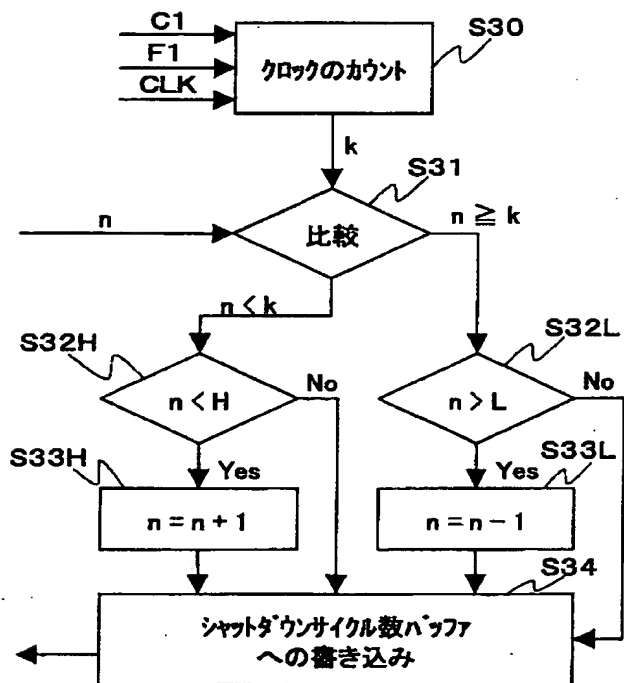 C1
S30
F1
クロックのカウント
CLK
k
S31
n
比較
n ≧ k
n < k
S32H
S32L
n < H
No
n > L
No
S33H
Yes
Yes
S33L
n = n + 1
n = n − 1
S34
シャットダウンサイクル数バッファ
への書き込み